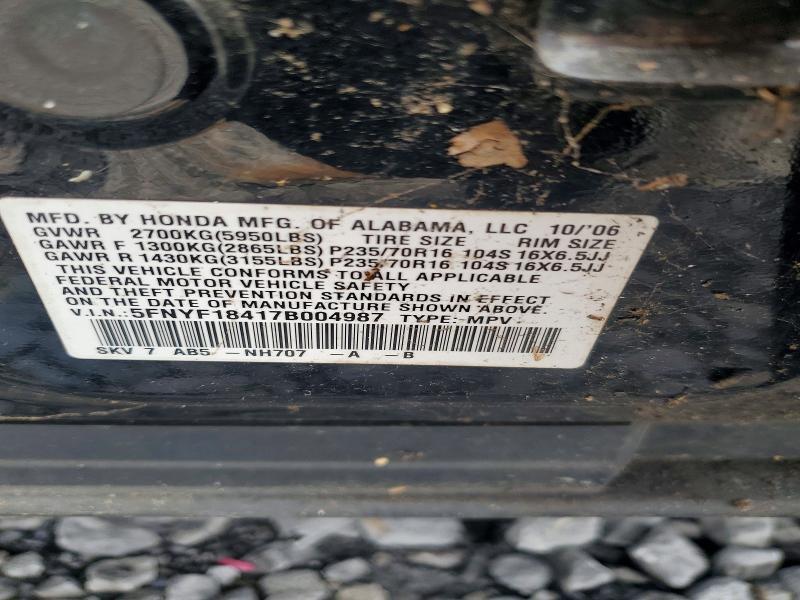 MFD. BY HONDA MFG. OF ALABAMA, LLC 10/'06
GVWR 2700KG(5950LBS) TIRE SIZE RIM SIZE
GAWR F 1300KG(2865LBS) P235/70R16 104S 16X6.5JJ
GAWR R 1430KG(3155LBS) P235/70R16 104S 16X6.5JJ
THIS VEHICLE CONFORMS TO ALL APPLICABLE
FEDERAL MOTOR VEHICLE SAFETY
AND THEFT PREVENTION STANDARDS IN EFFECT
ON THE DATE OF MANUFACTURE SHOWN ABOVE.
V.I.N.: 5FNYF18417B004987 TYPE: MPV
SKV 7 AB5 -NH707 -A -B